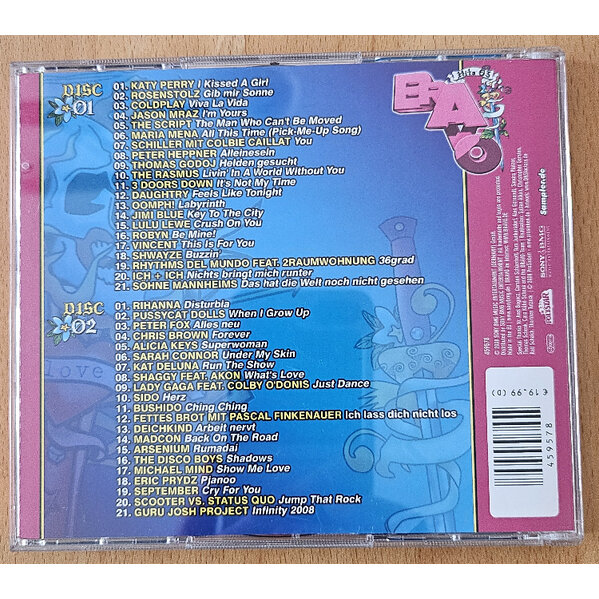 DISC 01
01. KATY PERRY I Kissed A Girl
02. ROSENSTOLZ Gib mir Sonne
03. COLDPLAY Viva La Vida
04. JASON MRAZ I'm Yours
05. THE SCRIPT The Man Who Can't Be Moved
06. MARIA MENA All This Time (Pick-Me-Up Song)
07. SCHILLER MIT COLBIE CAILLAT You
08. PETER HEPPNER Alleinesein
09. THOMAS GODOJ Helden gesucht
10. THE RASMUS Livin' In A World Without You
11. 3 DOORS DOWN It's Not My Time
12. DAUGHTRY Feels Like Tonight
13. OOMPH! Labyrinth
14. JIMI BLUE Key To The City
15. LULU LEWE Crush On You
16. ROBYN Be Mine!
17. VINCENT This Is For You
18. SHWAYZE Buzzin'
19. RHYTHMS DEL MUNDO FEAT. 2RAUMWOHNUNG 36grad
20. ICH + ICH Nichts bringt mich runter
21. SÖHNE MANNHEIMS Das hat die Welt noch nicht gesehen
DISC 02
01. RIHANNA Disturbia
02. PUSSYCAT DOLLS When I Grow Up
03. PETER FOX Alles neu
04. CHRIS BROWN Forever
05. ALICIA KEYS Superwoman
06. SARAH CONNOR Under My Skin
07. KAT DELUNA Run The Show
08. SHAGGY FEAT. AKON What's Love
09. LADY GAGA FEAT. COLBY O'DONIS Just Dance
10. SIDO Herz
11. BUSHIDO Ching Ching
12. FETTES BROT MIT PASCAL FINKENAUER Ich lass dich nicht los
13. DEICHKIND Arbeit nervt
14. MADCON Back On The Road
15. ARSENIUM Rumadai
16. THE DISCO BOYS Shadows
17. MICHAEL MIND Show Me Love
18. ERIC PRYDZ Pjanoo
19. SEPTEMBER Cry For You
20. SCOOTER VS. STATUS QUO Jump That Rock
21. GURU JOSH PROJECT Infinity 2008
love
BRAVO
Sampler.de
SONY BMG
€ 19,99 (D)
459578